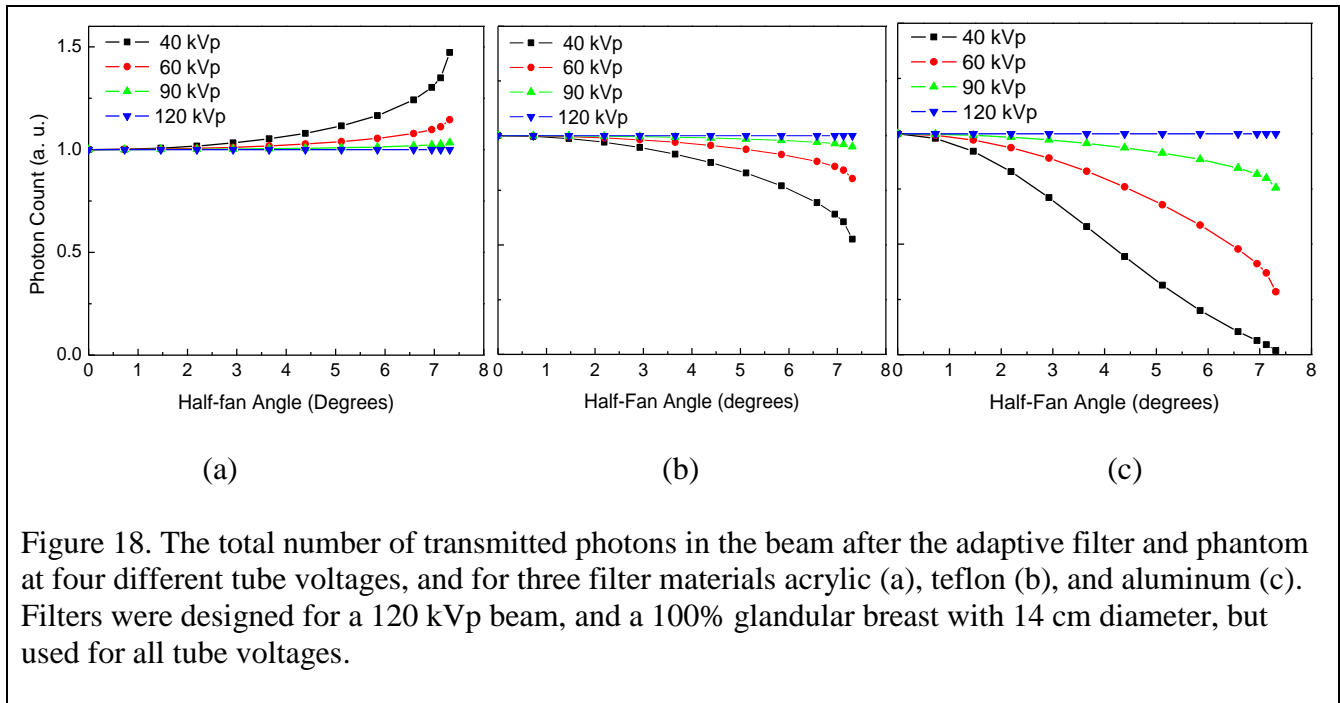 40 kVp
60 kVp
90 kVp
120 kVp
1.5
1.0
0.5
0.0
Photon Count (a. u.)
0 1 2 3 4 5 6 7 8
Half-fan Angle (Degrees)
(a)
40 kVp
60 kVp
90 kVp
120 kVp
0 1 2 3 4 5 6 7 8
Half-Fan Angle (degrees)
(b)
40 kVp
60 kVp
90 kVp
120 kVp
0 1 2 3 4 5 6 7 8
Half-Fan Angle (degrees)
(c)
Figure 18. The total number of transmitted photons in the beam after the adaptive filter and phantom
at four different tube voltages, and for three filter materials acrylic (a), teflon (b), and aluminum (c).
Filters were designed for a 120 kVp beam, and a 100% glandular breast with 14 cm diameter, but
used for all tube voltages.